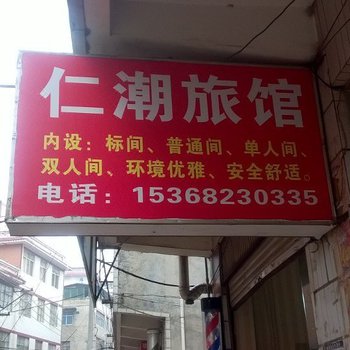 仁潮旅馆
内设：标间、普通间、单人间、
双人间、环境优雅、安全舒适。
电话：15368230335